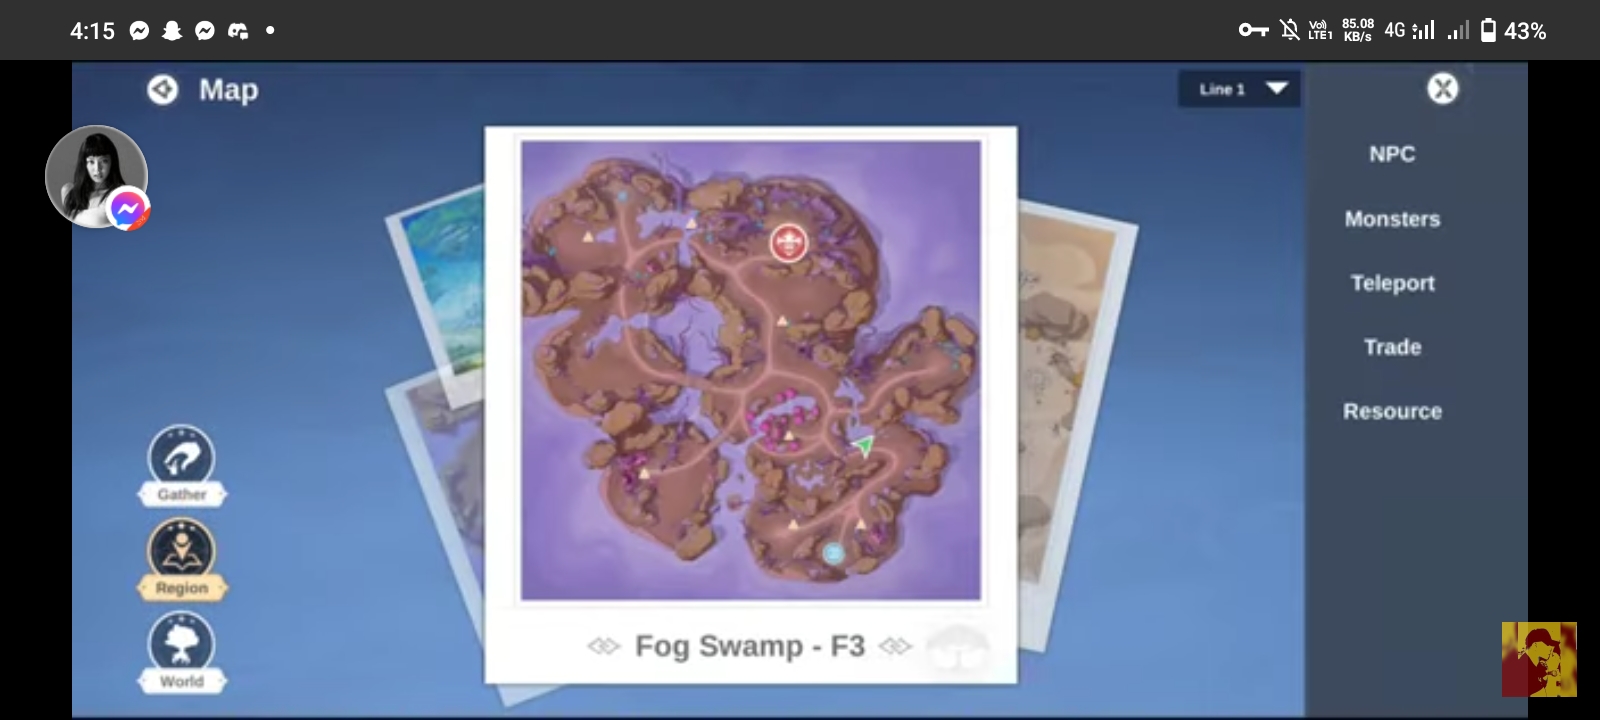 4:15
Vo))
LTE1
85.08
KB/s
4G
43%
Map
Line 1
NPC
Monsters
Teleport
Trade
Resource
Gather
Region
World
Fog Swamp - F3